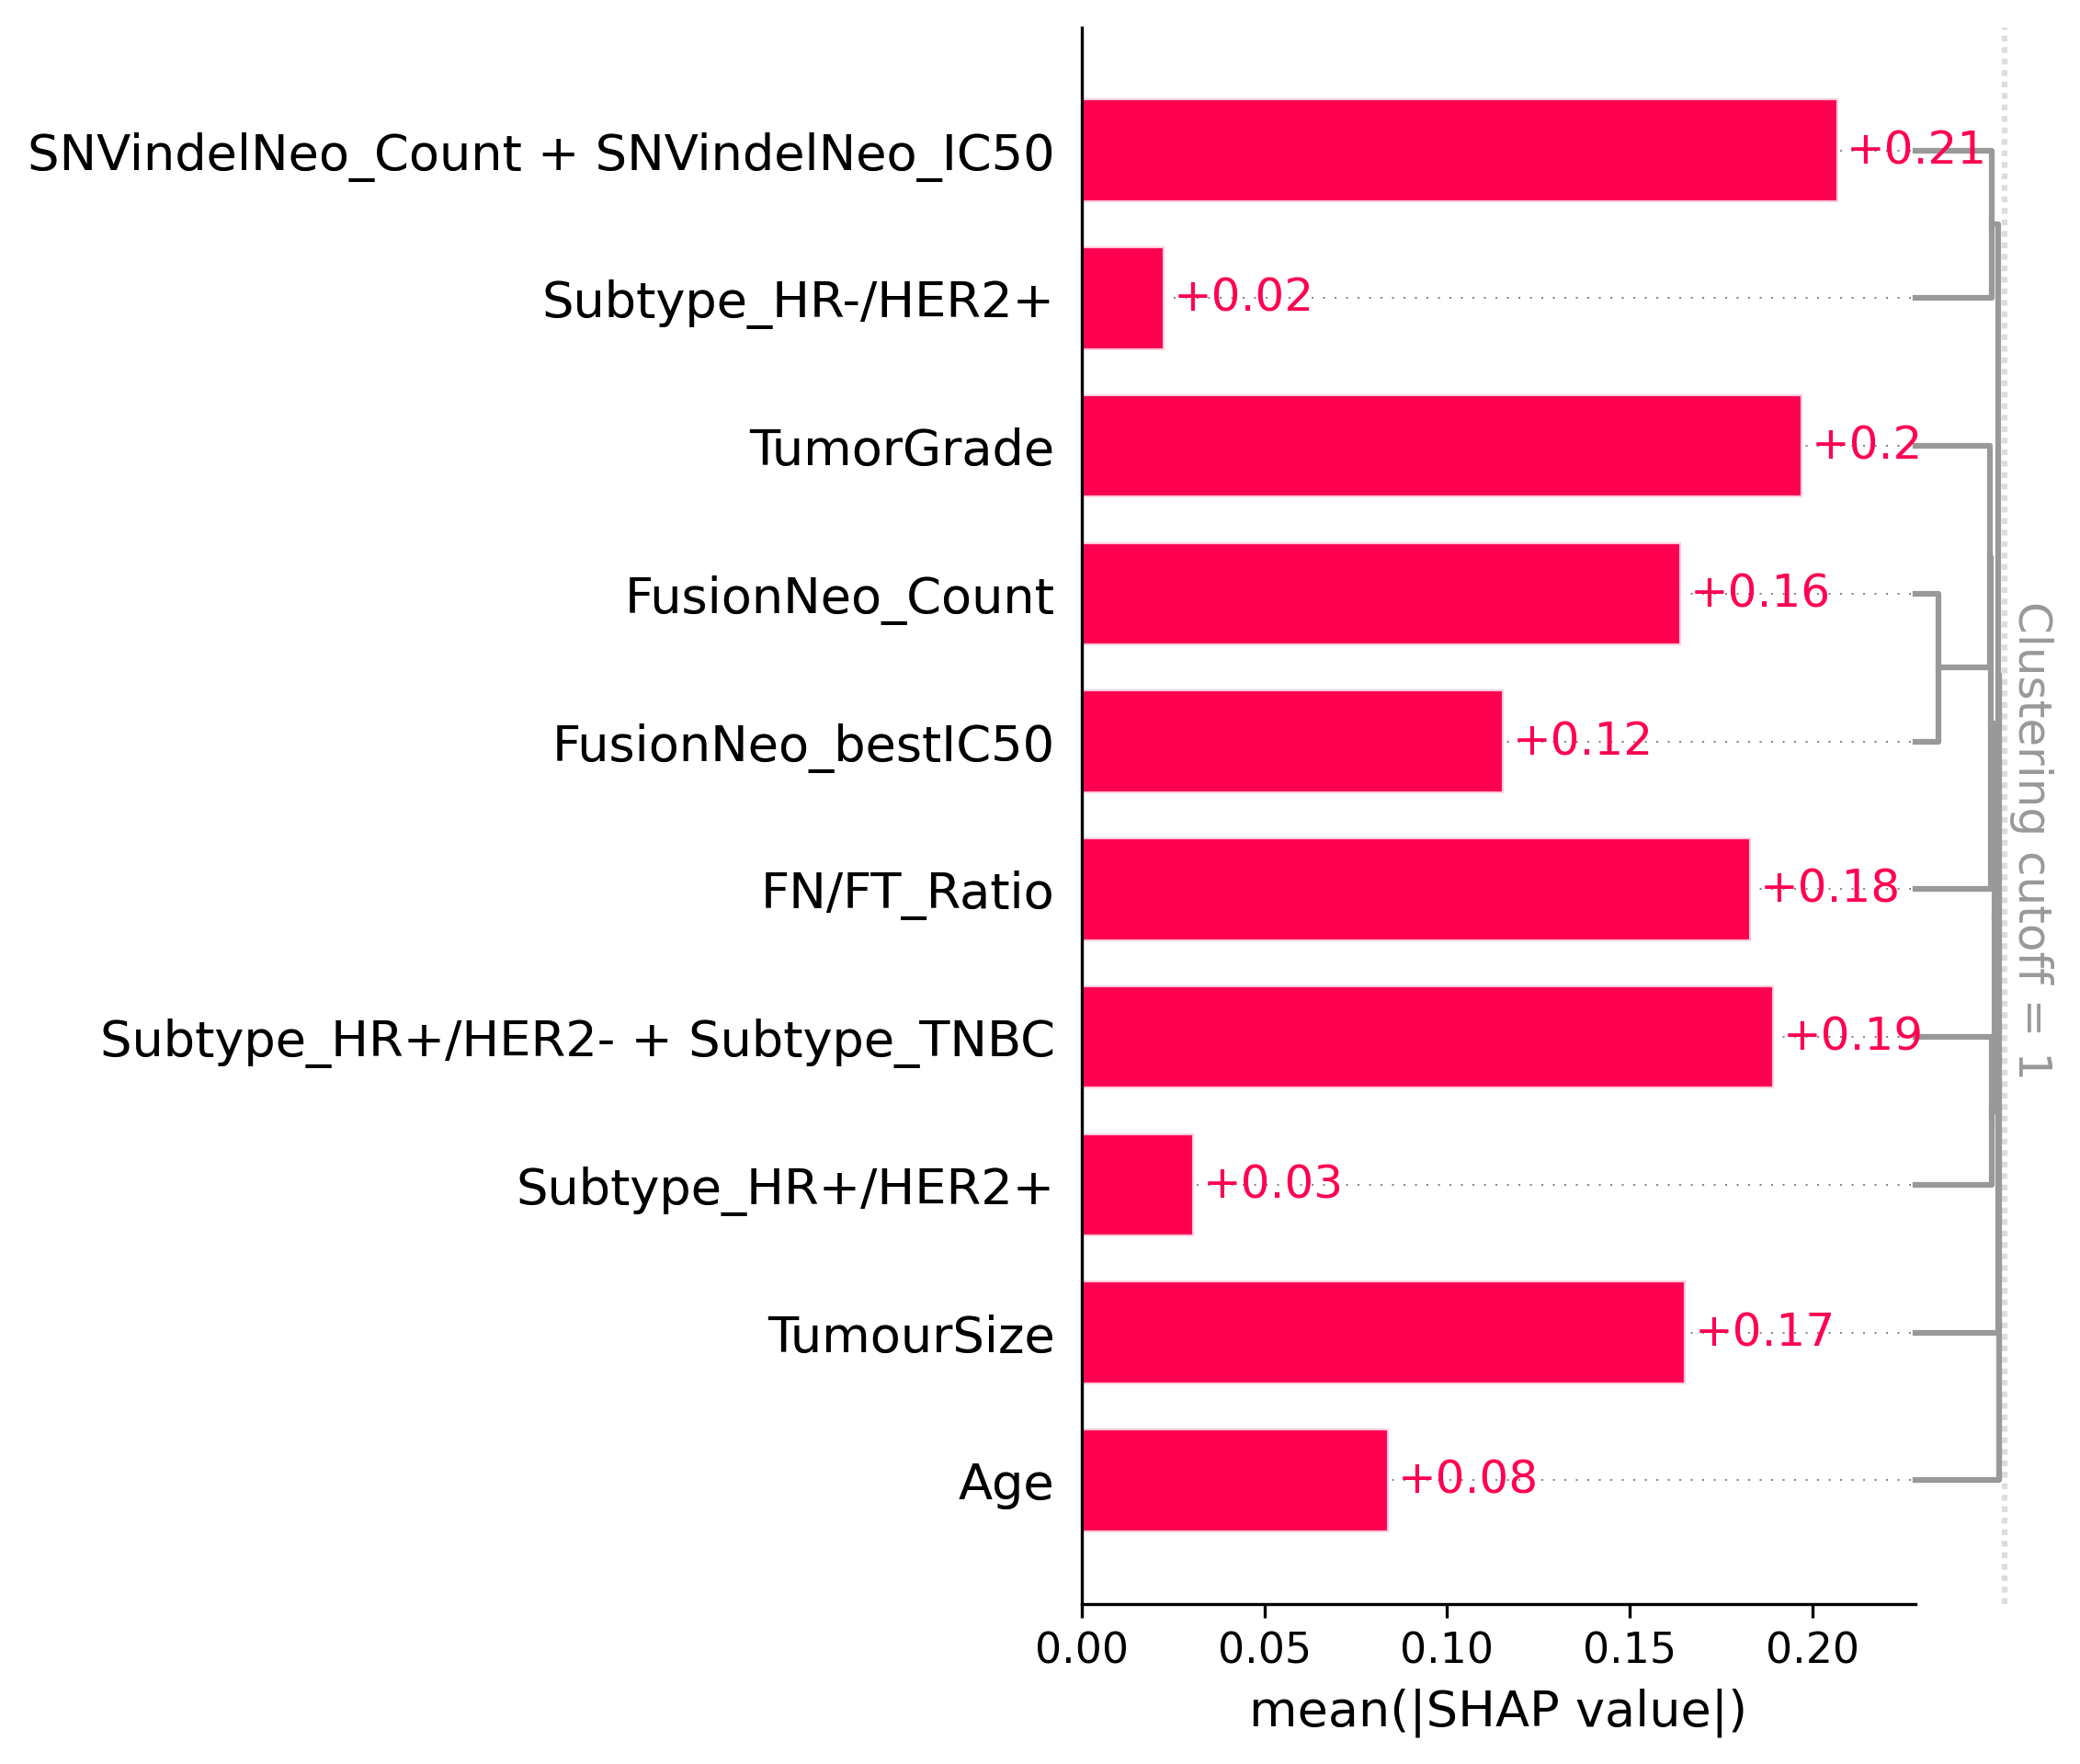 SNVindelNeo_Count + SNVindelNeo_IC50
+0.21
Subtype_HR-/HER2+
+0.02
TumorGrade
+0.2
FusionNeo_Count
+0.16
FusionNeo_bestIC50
+0.12
FN/FT_Ratio
+0.18
Subtype_HR+/HER2- + Subtype_TNBC
+0.19
Subtype_HR+/HER2+
+0.03
TumourSize
+0.17
Age
+0.08
Clustering cutoff = 1
0.00 0.05 0.10 0.15 0.20
mean(|SHAP value|)